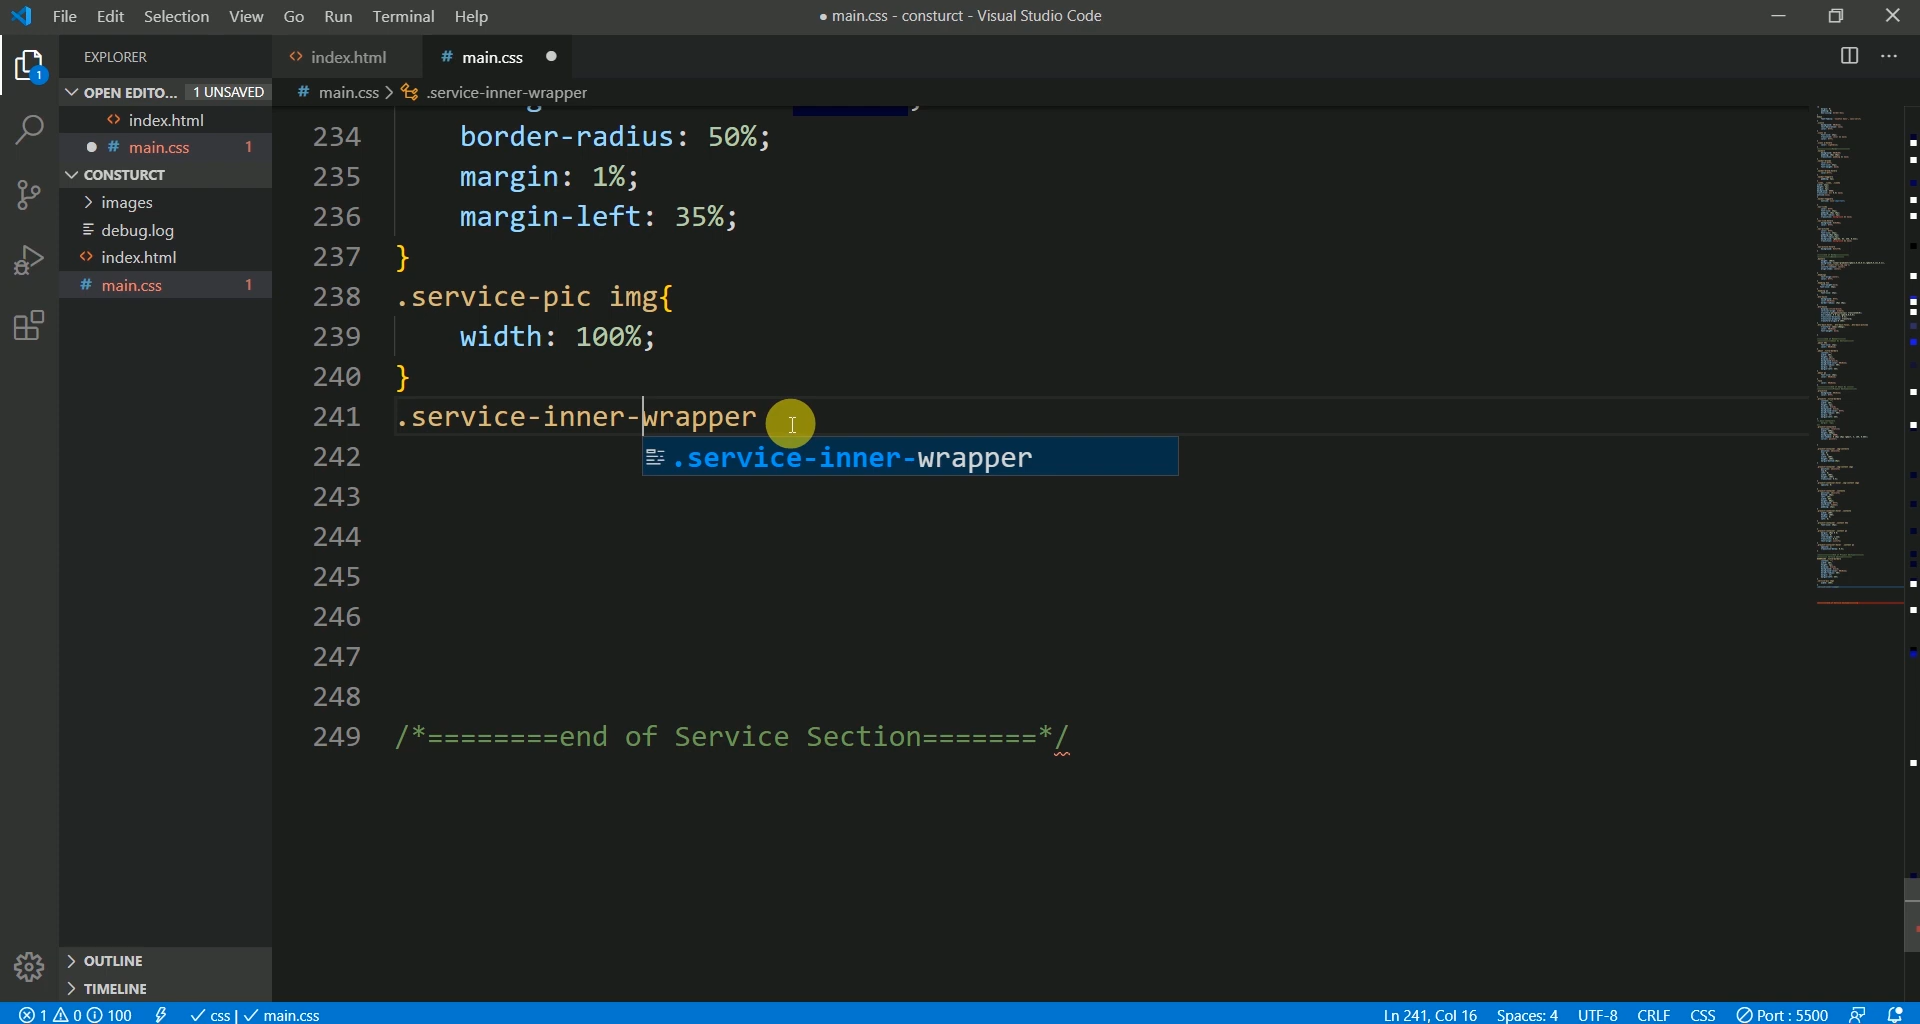 File Edit Selection View Go Run Terminal Help
● main.css - consturct - Visual Studio Code
EXPLORER
<> index.html
# main.css ●
OPEN EDITO... 1 UNSAVED
<> index.html
● # main.css 1
CONSTURCT
> images
debug.log
<> index.html
# main.css 1
> OUTLINE
> TIMELINE
# main.css > .service-inner-wrapper
234 border-radius: 50%;
235 margin: 1%;
236 margin-left: 35%;
237 }
238 .service-pic img{
239 width: 100%;
240 }
241 .service-inner-wrapper
.service-inner-wrapper
242
243
244
245
246
247
248
249 /*========end of Service Section=======*/
1 0 100 css | main.css
Ln 241, Col 16 Spaces: 4 UTF-8 CRLF CSS Port : 5500